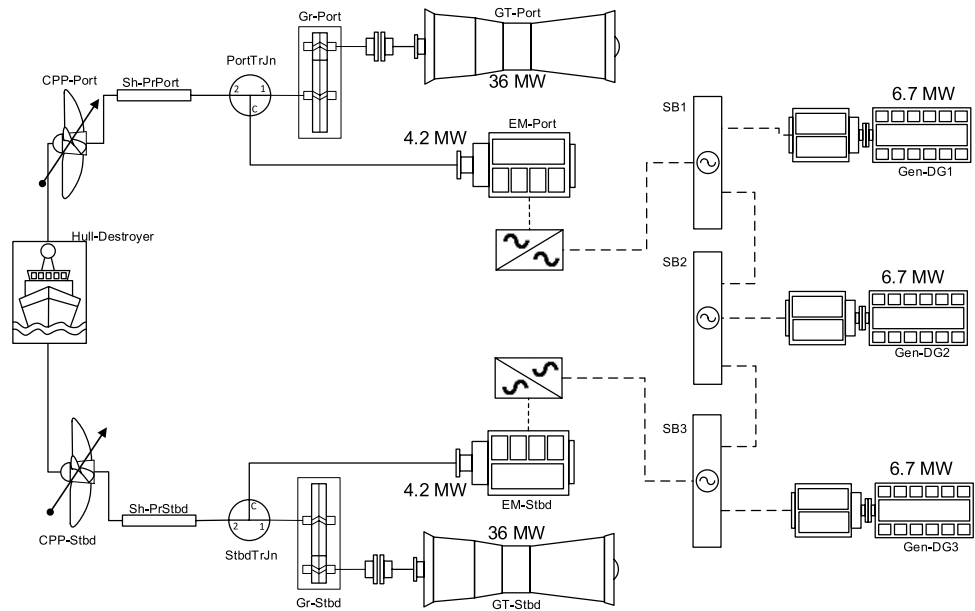 Gr-Port
GT-Port
36 MW
CPP-Port
Sh-PrPort
PortTrJn
2 1
C
4.2 MW
EM-Port
SB1
6.7 MW
Gen-DG1
Hull-Destroyer
SB2
6.7 MW
Gen-DG2
SB3
6.7 MW
Gen-DG3
4.2 MW
EM-Stbd
C
2 1
Sh-PrStbd
CPP-Stbd
StbdTrJn
36 MW
Gr-Stbd
GT-Stbd